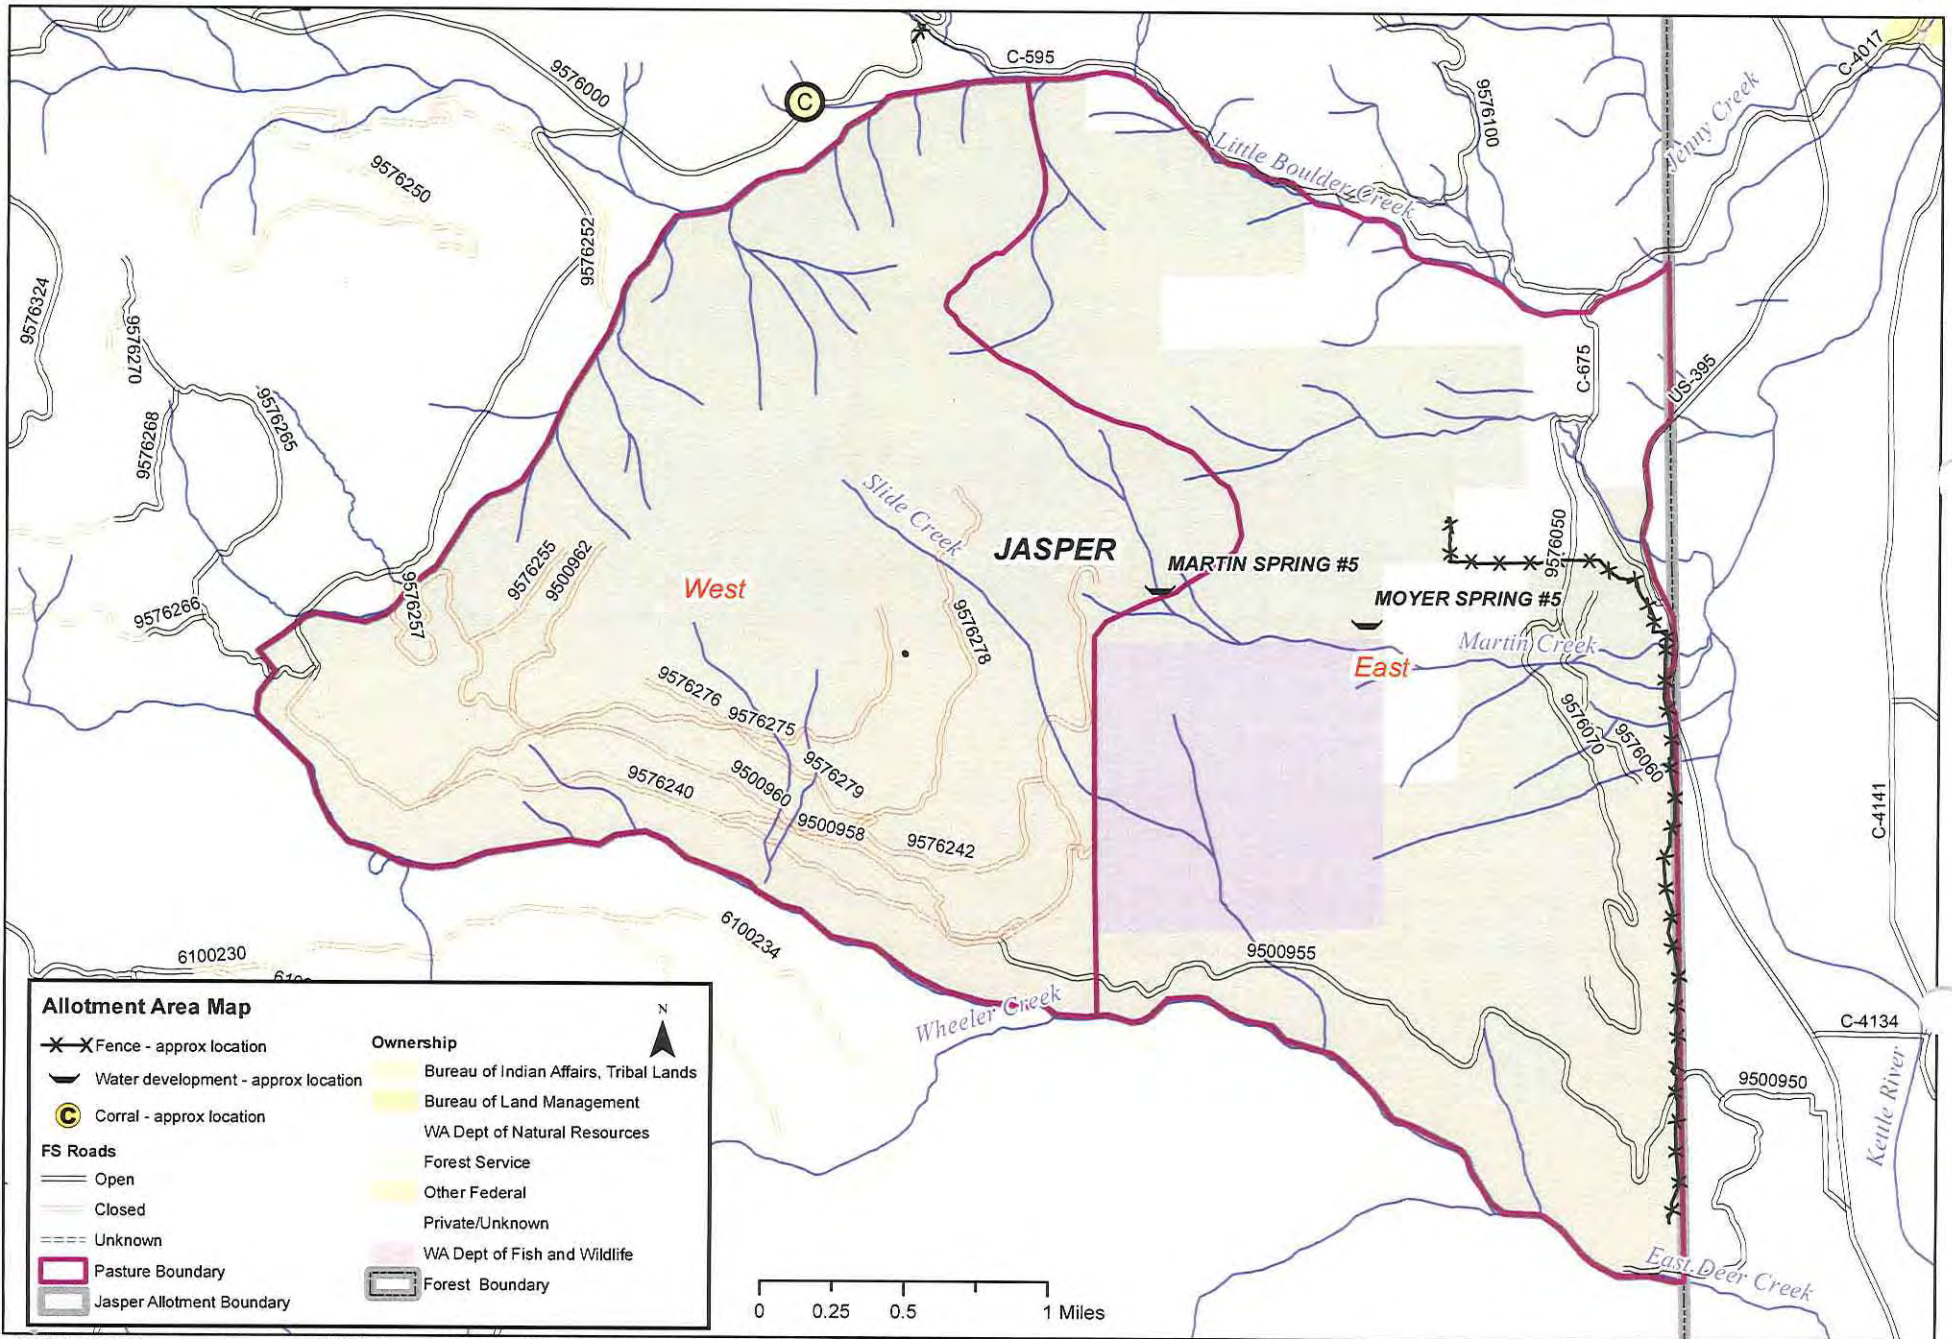 C-595
C-4017
9576000
C
9576100
Jenny Creek
Little Boulder Creek
9576250
9576252
9576324
9576270
C-675
US-395
9576268
9576265
Slide Creek
JASPER
9576255
9500962
9576050
MARTIN SPRING #5
West
9576257
MOYER SPRING #5
9576266
9576278
Martin Creek
East
9576276
9576275
9576070
9576060
9576279
9576240
9500960
9500958
9576242
C-4141
6100234
9500955
6100230
Wheeler Creek
C-4134
9500950
Kettle River
East Deer Creek
Allotment Area Map
N
Fence - approx location
Water development - approx location
C Corral - approx location
FS Roads
Open
Closed
Unknown
Pasture Boundary
Jasper Allotment Boundary
Ownership
Bureau of Indian Affairs, Tribal Lands
Bureau of Land Management
WA Dept of Natural Resources
Forest Service
Other Federal
Private/Unknown
WA Dept of Fish and Wildlife
Forest Boundary
0 0.25 0.5 1 Miles